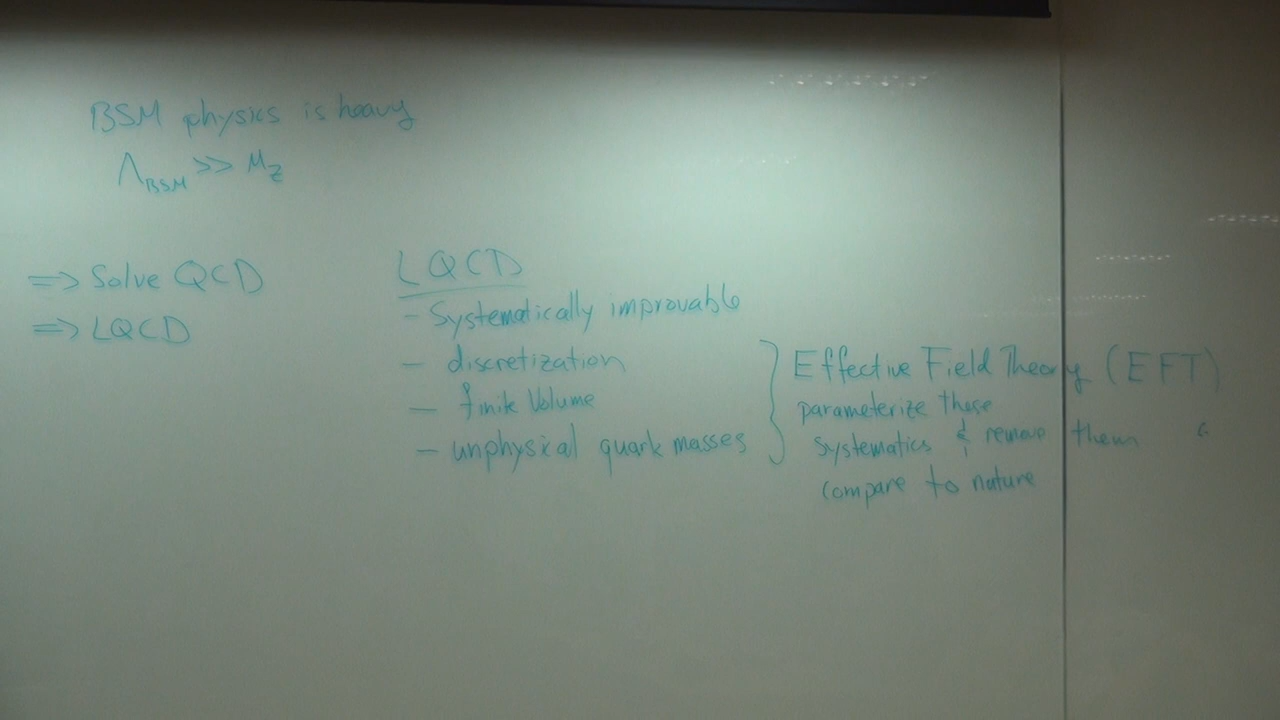 BSM physics is heavy
Λ_BSM >> M_Z
=> Solve QCD
=> LQCD
LQCD
- Systematically improvable
- discretization
- finite Volume
- unphysical quark masses
Effective Field Theory (EFT)
parameterize these
systematics & remove them
compare to nature